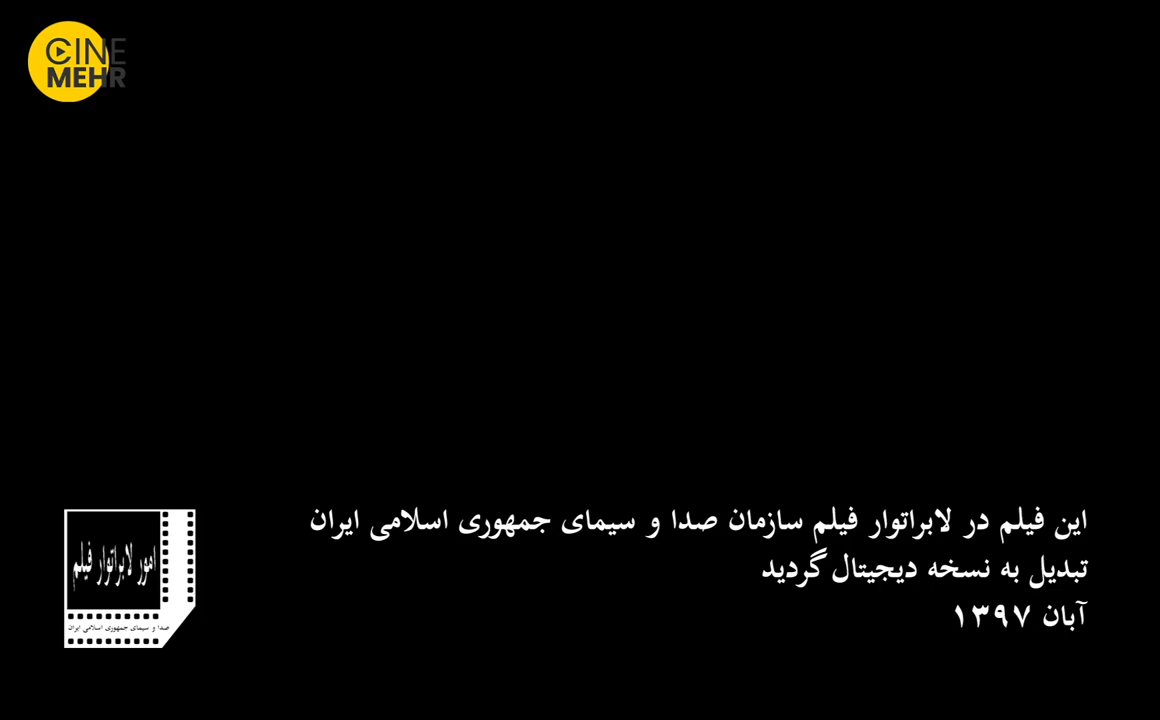 CINE
MEHR
این فیلم در لابراتوار فیلم سازمان صدا و سیمای جمهوری اسلامی ایران
تبدیل به نسخه دیجیتال گردید
آبان ۱۳۹۷
امور لابراتوار فیلم
صدا و سیمای جمهوری اسلامی ایران